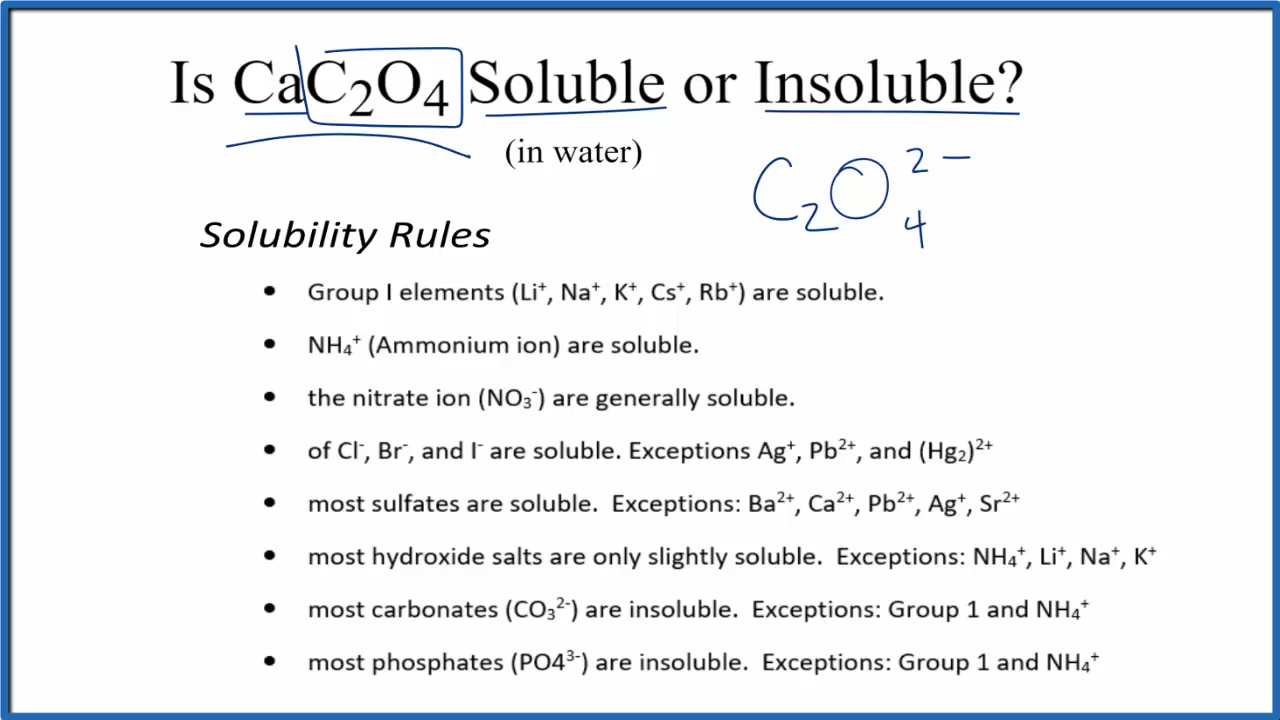 Is CaC₂O₄ Soluble or Insoluble?
(in water)
C₂O₄²⁻
Solubility Rules
• Group I elements (Li⁺, Na⁺, K⁺, Cs⁺, Rb⁺) are soluble.
• NH₄⁺ (Ammonium ion) are soluble.
• the nitrate ion (NO₃⁻) are generally soluble.
• of Cl⁻, Br⁻, and I⁻ are soluble. Exceptions Ag⁺, Pb²⁺, and (Hg₂)²⁺
• most sulfates are soluble. Exceptions: Ba²⁺, Ca²⁺, Pb²⁺, Ag⁺, Sr²⁺
• most hydroxide salts are only slightly soluble. Exceptions: NH₄⁺, Li⁺, Na⁺, K⁺
• most carbonates (CO₃²⁻) are insoluble. Exceptions: Group 1 and NH₄⁺
• most phosphates (PO4³⁻) are insoluble. Exceptions: Group 1 and NH₄⁺